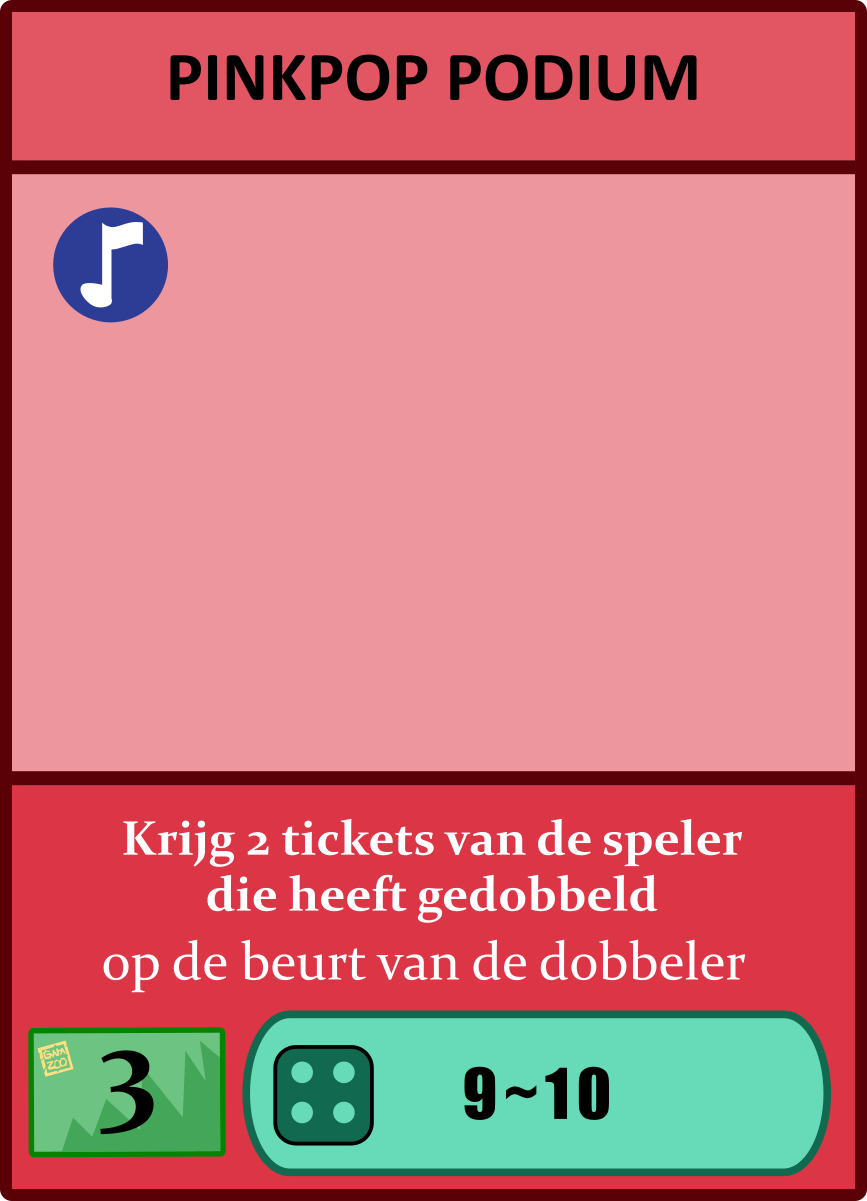 PINKPOP PODIUM
Krijg 2 tickets van de speler
die heeft gedobbeld
op de beurt van de dobbeler
GAM
ZOO
3
9~10